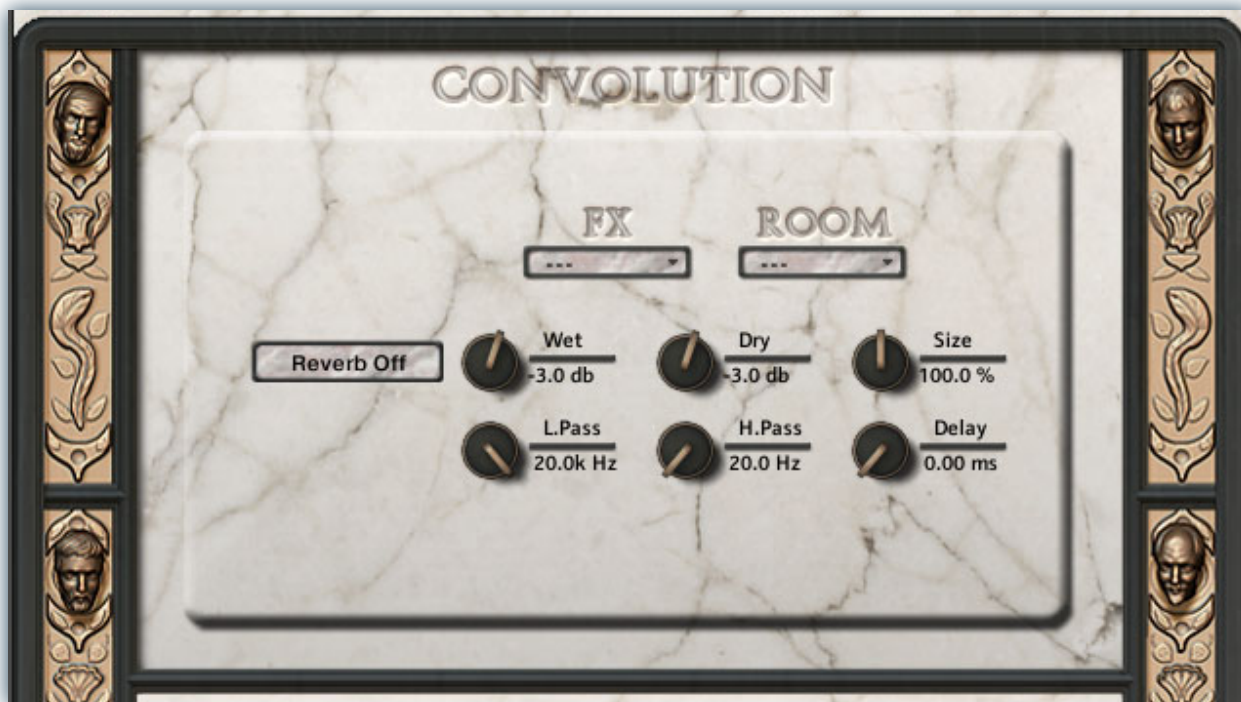 CONVOLUTION
FX
ROOM
---
---
Reverb Off
Wet
-3.0 db
Dry
-3.0 db
Size
100.0 %
L.Pass
20.0k Hz
H.Pass
20.0 Hz
Delay
0.00 ms